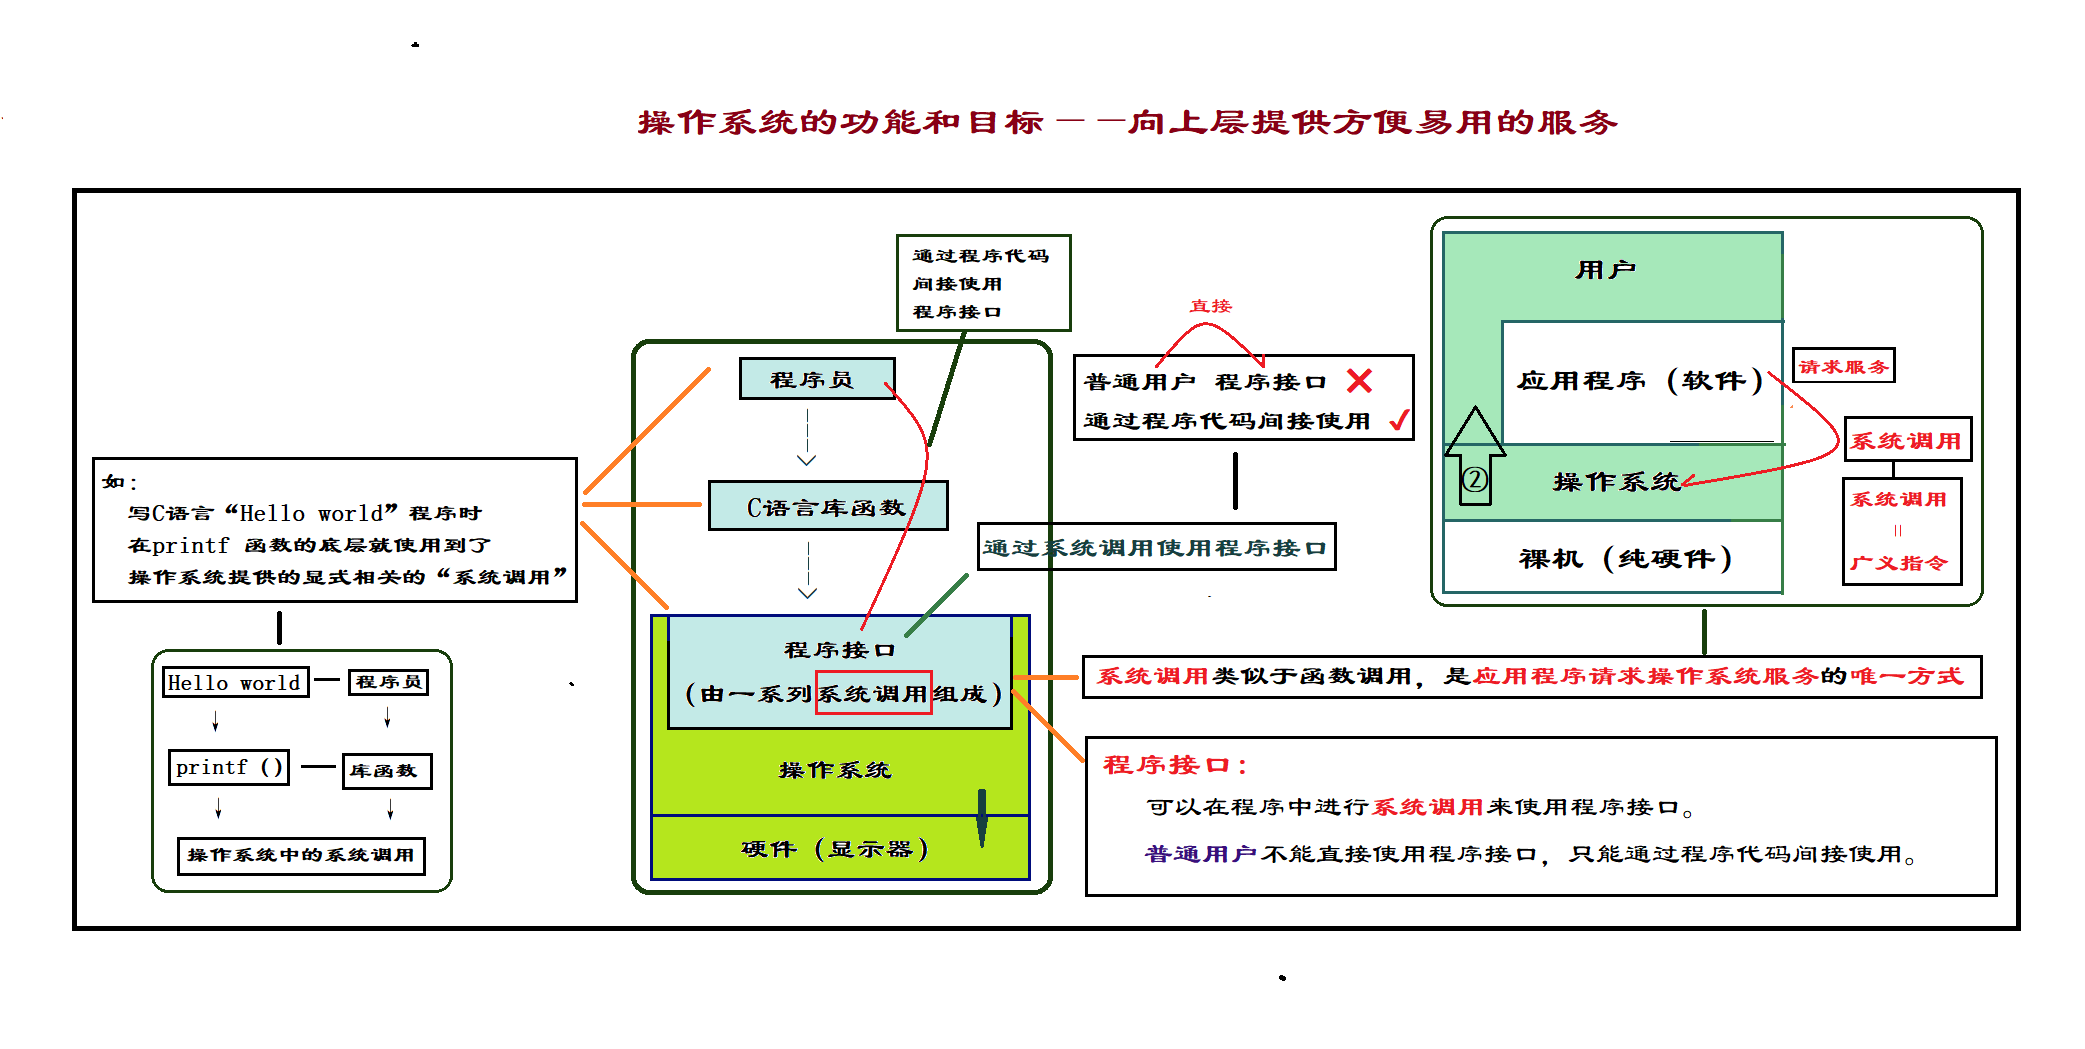 操作系统的功能和目标——向上层提供方便易用的服务
通过程序代码
间接使用
程序接口
程序员
C语言库函数
程序接口
(由一系列系统调用组成)
操作系统
硬件 (显示器)
如：
写C语言“Hello world”程序时
在printf 函数的底层就使用到了
操作系统提供的显式相关的“系统调用”
Hello world
程序员
printf ()
库函数
操作系统中的系统调用
直接
普通用户 程序接口 ✕
通过程序代码间接使用 ✓
通过系统调用使用程序接口
用户
应用程序 (软件)
②
操作系统
裸机 (纯硬件)
请求服务
系统调用
系统调用
=
广义指令
系统调用类似于函数调用，是应用程序请求操作系统服务的唯一方式
程序接口：
可以在程序中进行系统调用来使用程序接口。
普通用户不能直接使用程序接口，只能通过程序代码间接使用。